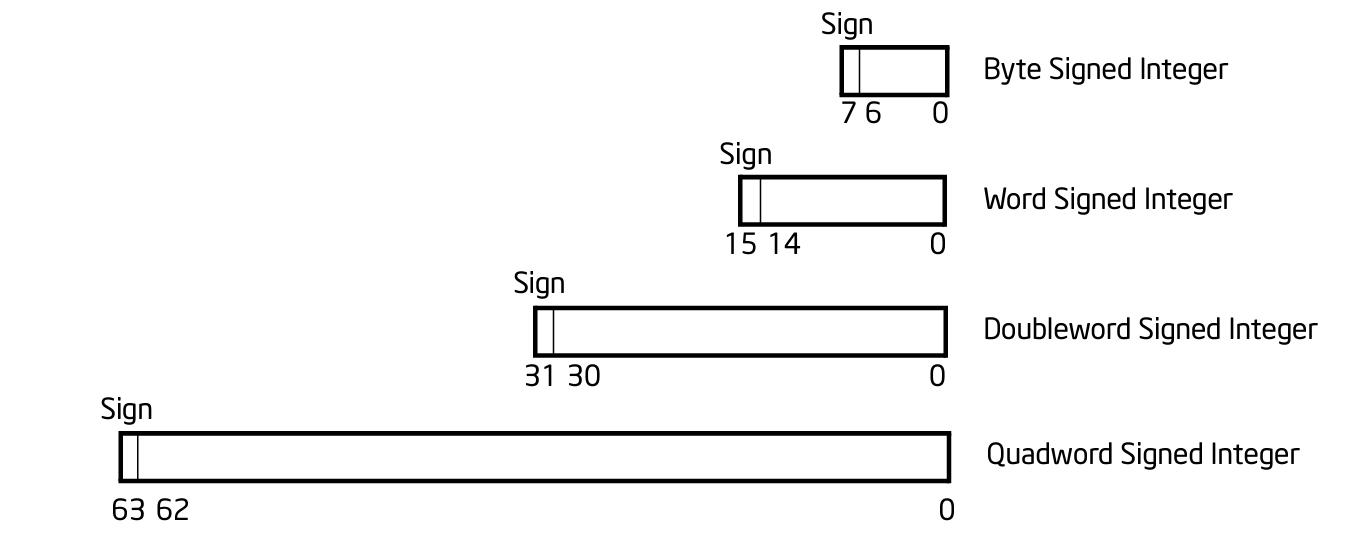 Sign
Byte Signed Integer
7 6 0
Sign
Word Signed Integer
15 14 0
Sign
Doubleword Signed Integer
31 30 0
Sign
Quadword Signed Integer
63 62 0